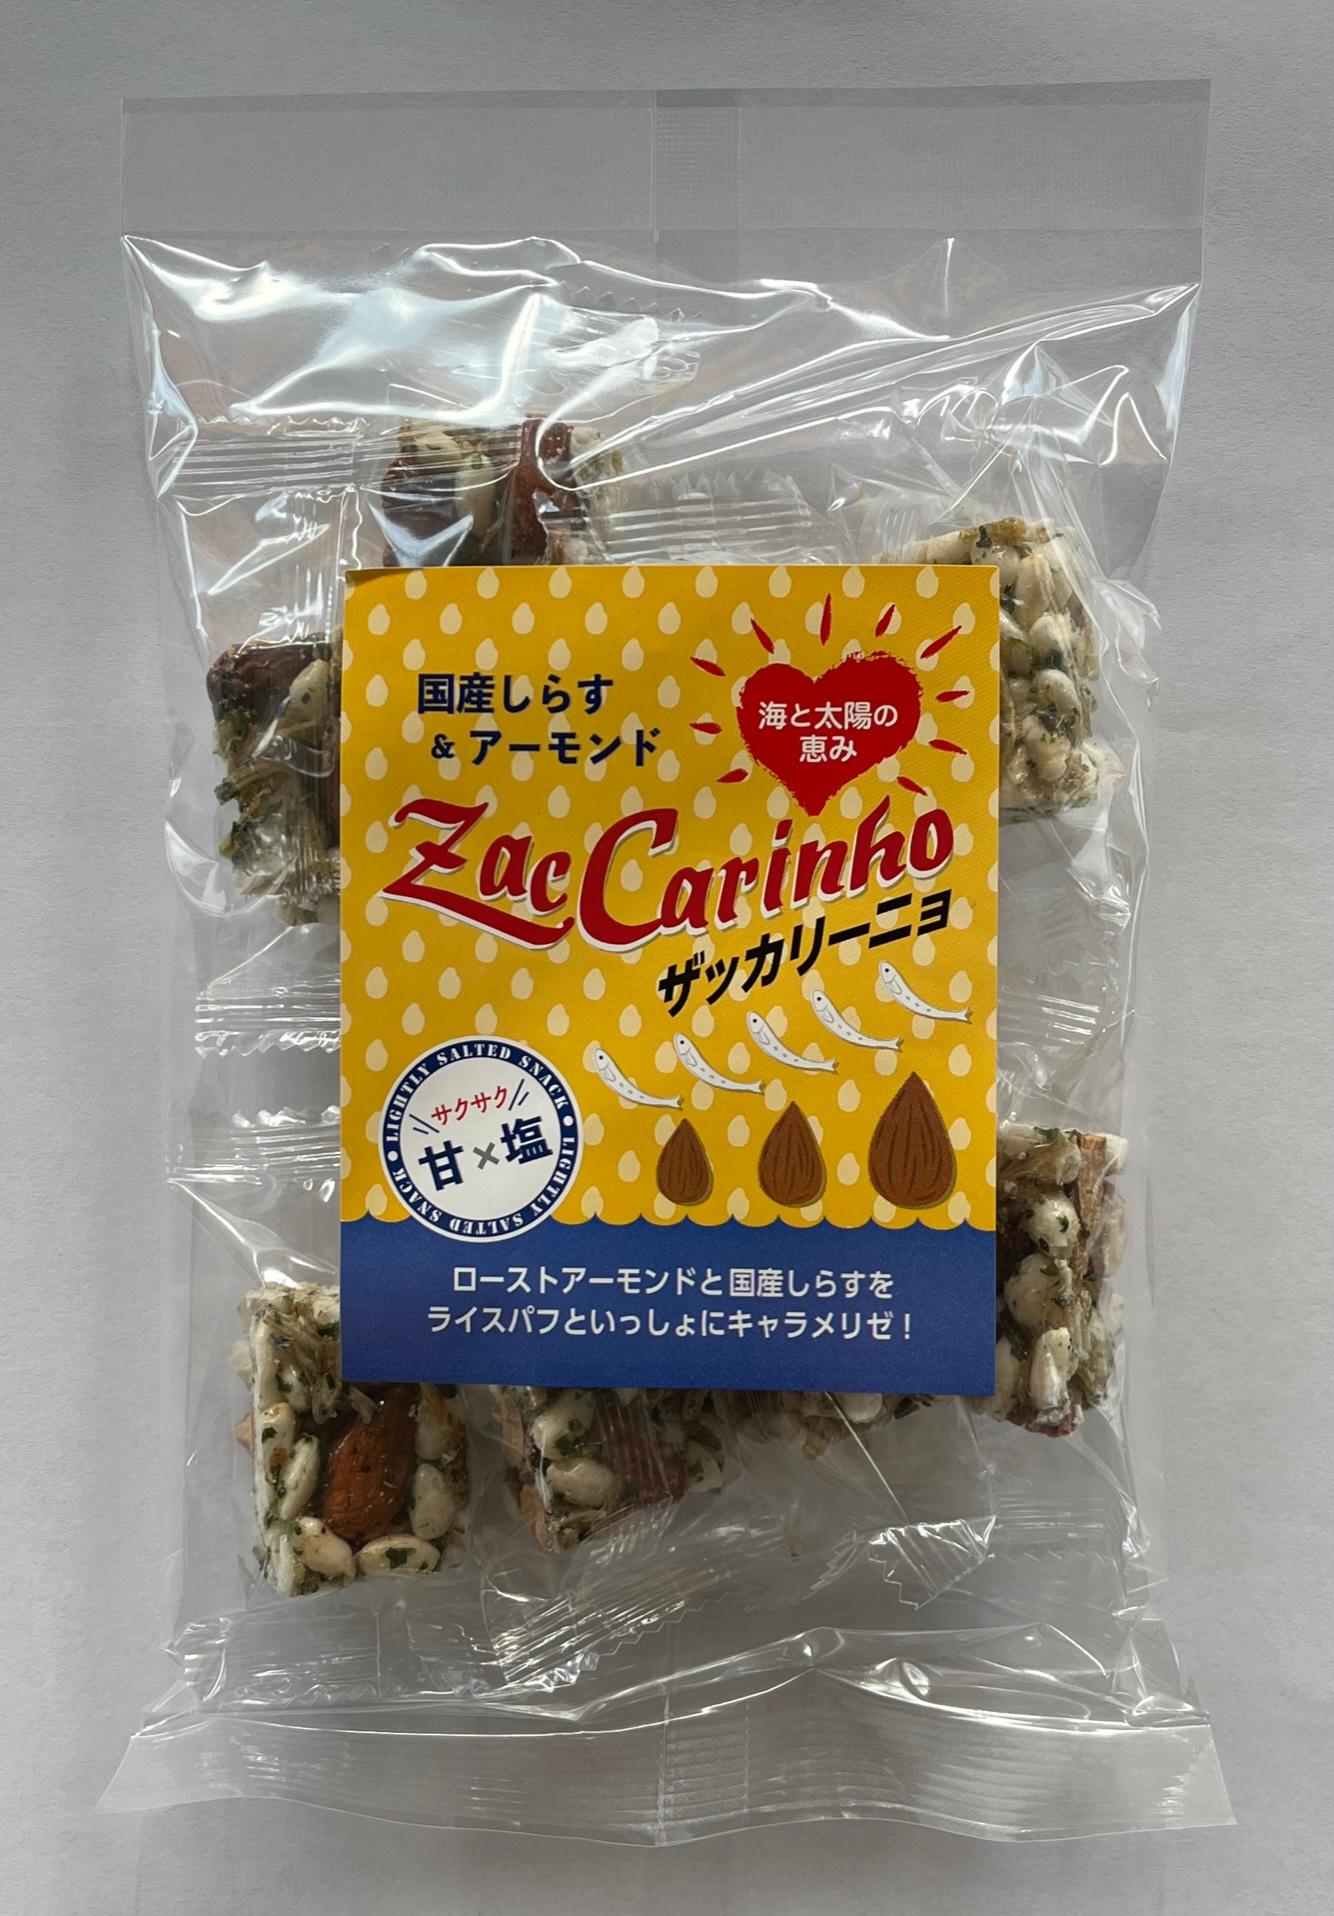 国産しらす
＆アーモンド
海と太陽の
恵み
Zac Carinho
ザッカリーニョ
LIGHTLY SALTED SNACK • LIGHTLY SALTED SNACK •
サクサク
甘×塩
ローストアーモンドと国産しらすを
ライスパフといっしょにキャラメリゼ！